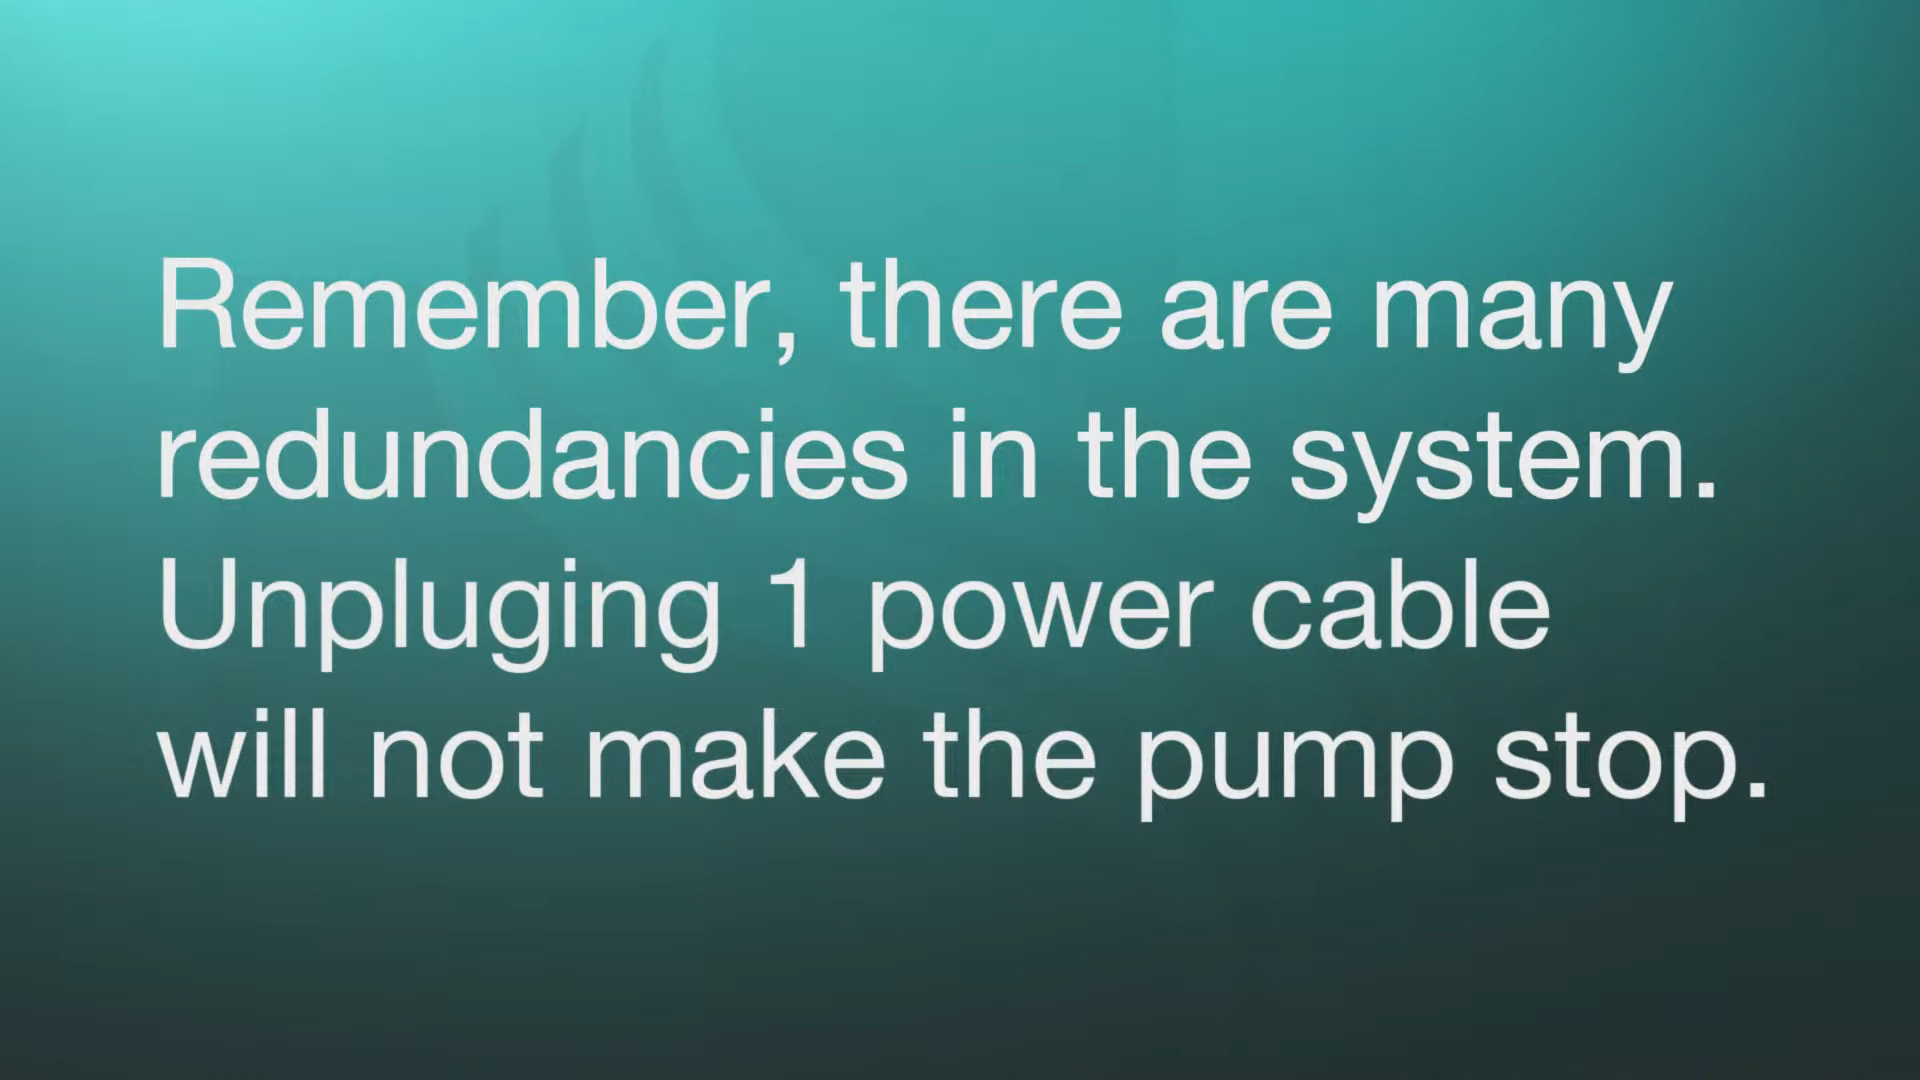 Remember, there are many
redundancies in the system.
Unpluging 1 power cable
will not make the pump stop.